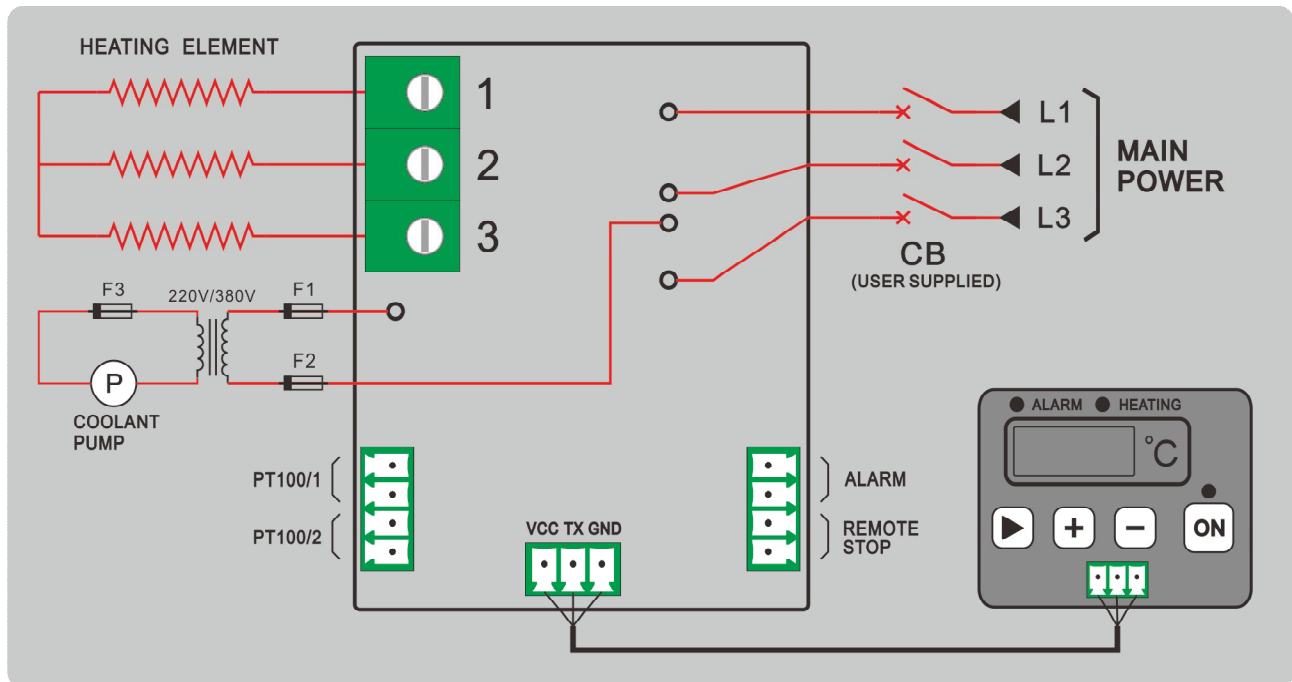 HEATING ELEMENT
1
2
3
L1
L2
L3
MAIN
POWER
CB
(USER SUPPLIED)
F3
220V/380V
F1
F2
P
COOLANT
PUMP
PT100/1
PT100/2
VCC TX GND
ALARM
REMOTE
STOP
ALARM HEATING
°C
+
−
ON